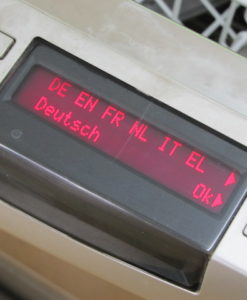 DE EN FR NL IT EL ▶
Deutsch Ok▶